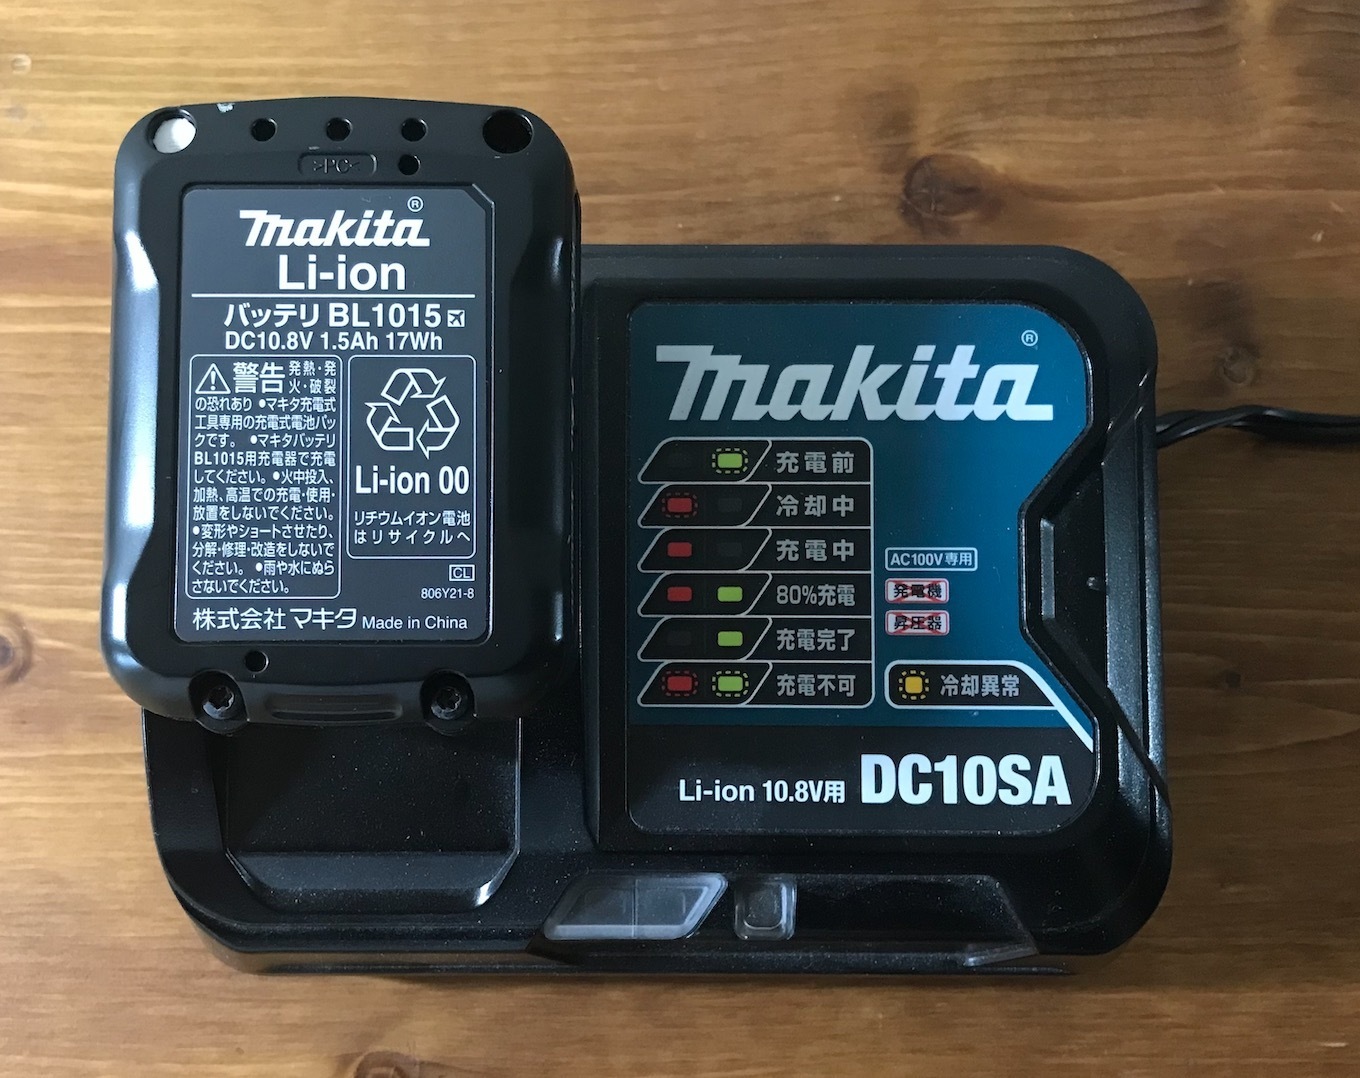 >PC<
makita®
Li-ion
バッテリ BL1015
DC10.8V 1.5Ah 17Wh
警告 発熱・発
火・破裂
の恐れあり ●マキタ充電式
工具専用の充電式電池パッ
クです。 ●マキタバッテリ
BL1015用充電器で充電
してください。●火中投入、
加熱、高温での充電・使用・
放置をしないでください。
●変形やショートさせたり、
分解・修理・改造をしないで
ください。 ●雨や水にぬら
さないでください。
Li-ion 00
リチウムイオン電池
はリサイクルへ
CL
806Y21-8
株式会社 マキタ Made in China
makita®
充電前
冷却中
充電中
80%充電
充電完了
充電不可
AC100V専用
発電機
昇圧器
冷却異常
Li-ion 10.8V用 DC10SA